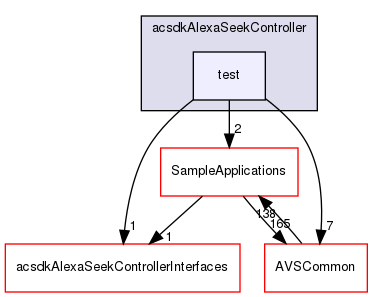 acsdkAlexaSeekController
test
2
SampleApplications
138
165
1
1
7
acsdkAlexaSeekControllerInterfaces
AVSCommon